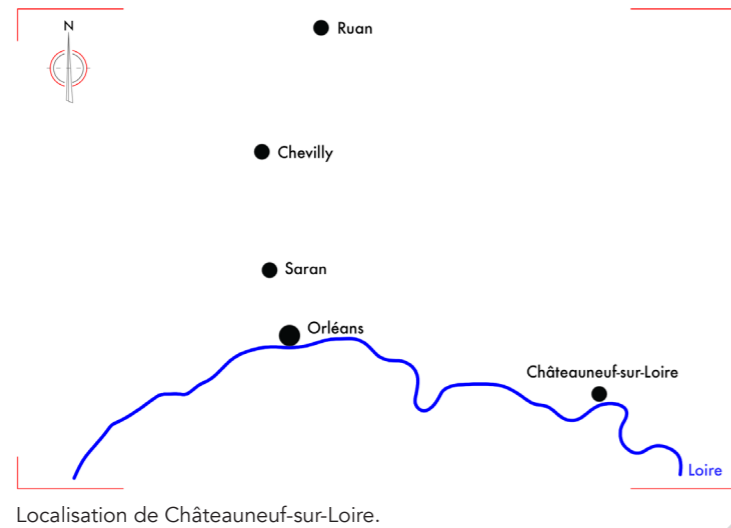 N
Ruan
Chevilly
Saran
Orléans
Châteauneuf-sur-Loire
Loire
Localisation de Châteauneuf-sur-Loire.